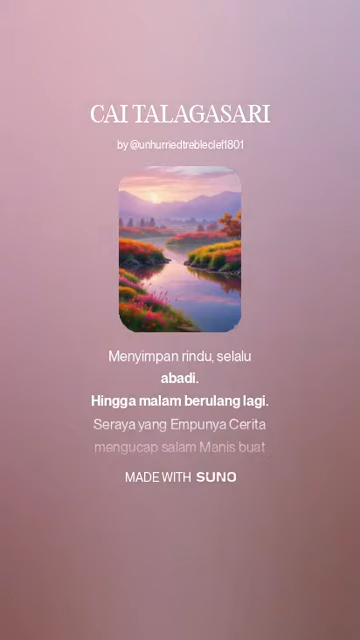 CAI TALAGASARI
by @unhurriedtrebleclef1801
Menyimpan rindu, selalu
abadi.
Hingga malam berulang lagi.
Seraya yang Empunya Cerita
mengucap salam Manis buat
MADE WITH SUNO